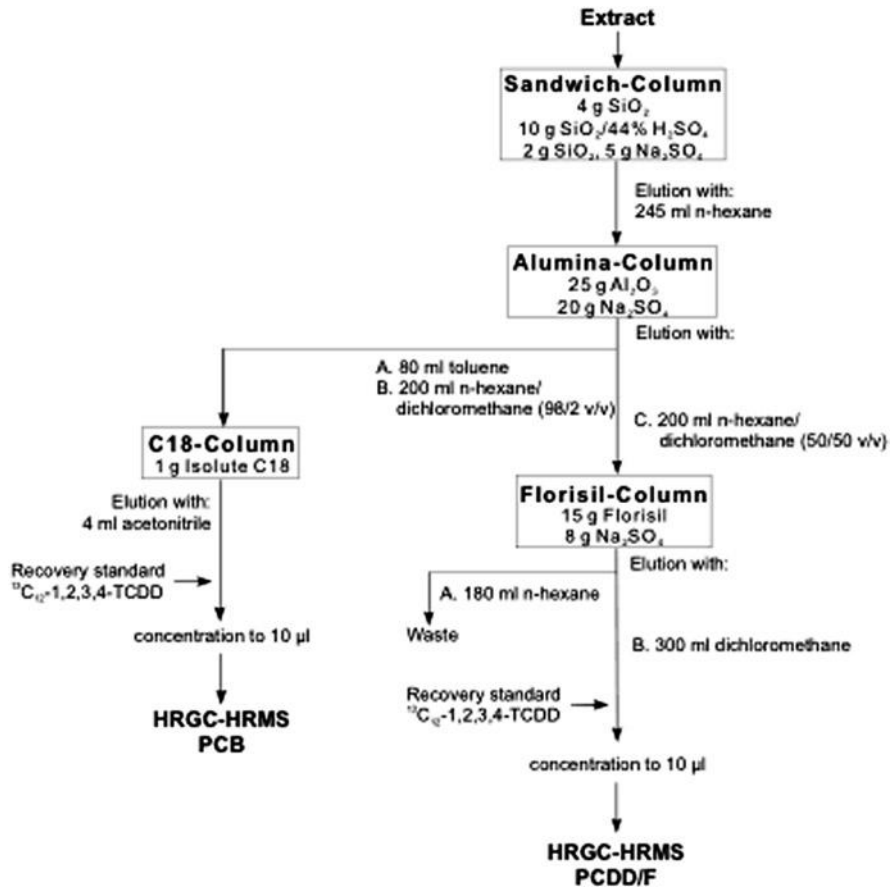 Extract
Sandwich-Column
4 g SiO₂
10 g SiO₂/44% H₂SO₄
2 g SiO₂, 5 g Na₂SO₄
Elution with:
245 ml n-hexane
Alumina-Column
25 g Al₂O₃
20 g Na₂SO₄
Elution with:
A. 80 ml toluene
B. 200 ml n-hexane/
dichloromethane (98/2 v/v)
C. 200 ml n-hexane/
dichloromethane (50/50 v/v)
C18-Column
1 g Isolute C18
Elution with:
4 ml acetonitrile
Recovery standard
¹³C₁₂-1,2,3,4-TCDD
concentration to 10 µl
HRGC-HRMS
PCB
Florisil-Column
15 g Florisil
8 g Na₂SO₄
Elution with:
A. 180 ml n-hexane
Waste
B. 300 ml dichloromethane
Recovery standard
¹³C₁₂-1,2,3,4-TCDD
concentration to 10 µl
HRGC-HRMS
PCDD/F